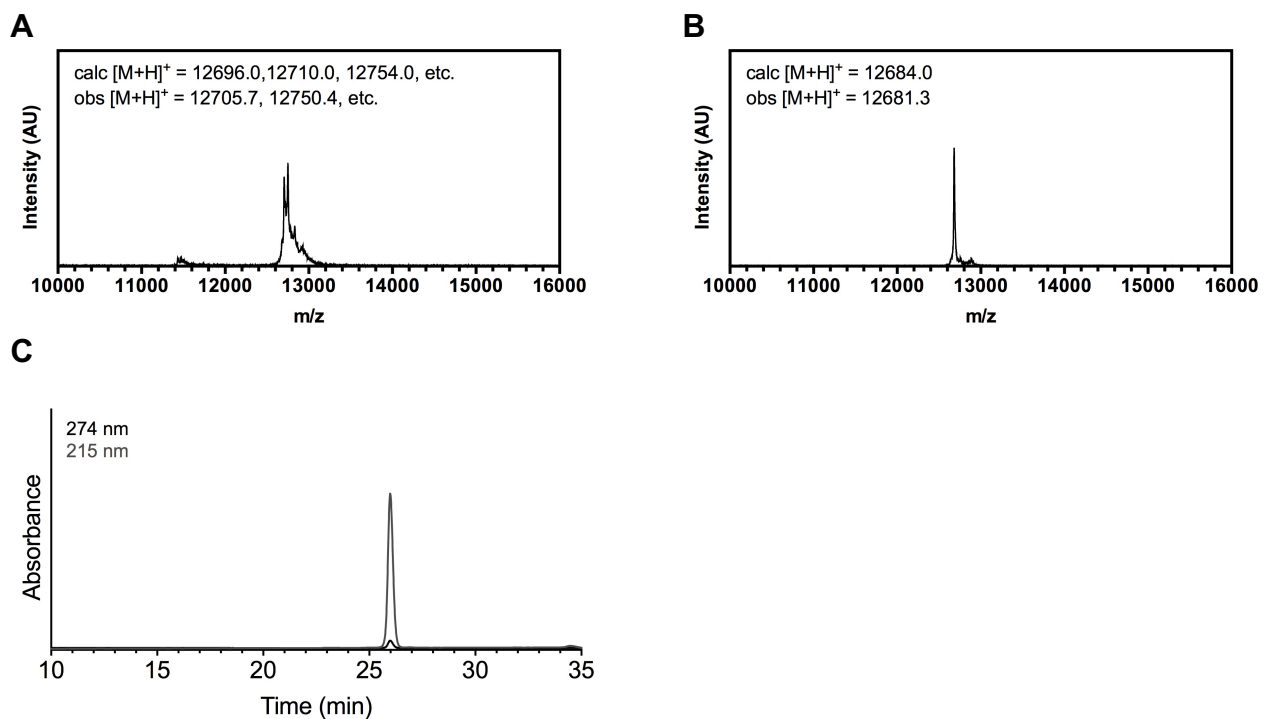 A
calc [M+H]⁺ = 12696.0,12710.0, 12754.0, etc.
obs [M+H]⁺ = 12705.7, 12750.4, etc.
Intensity (AU)
10000 11000 12000 13000 14000 15000 16000
m/z
B
calc [M+H]⁺ = 12684.0
obs [M+H]⁺ = 12681.3
Intensity (AU)
10000 11000 12000 13000 14000 15000 16000
m/z
C
274 nm
215 nm
Absorbance
10 15 20 25 30 35
Time (min)